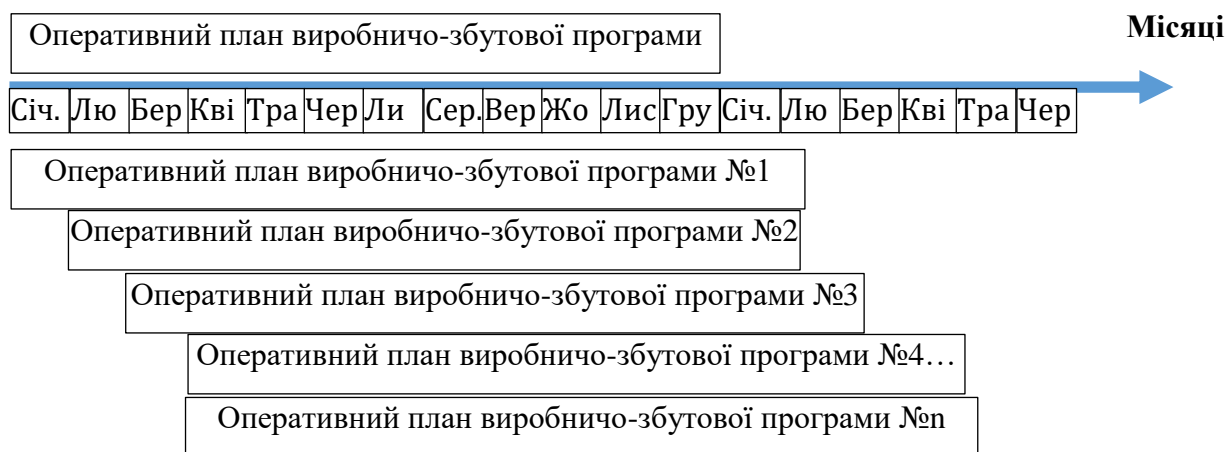 Оперативний план виробничо-збутової програми
Місяці
Січ. Лю Бер Кві Тра Чер Ли Сер. Вер Жо Лис Гру Січ. Лю Бер Кві Тра Чер
Оперативний план виробничо-збутової програми №1
Оперативний план виробничо-збутової програми №2
Оперативний план виробничо-збутової програми №3
Оперативний план виробничо-збутової програми №4…
Оперативний план виробничо-збутової програми №n